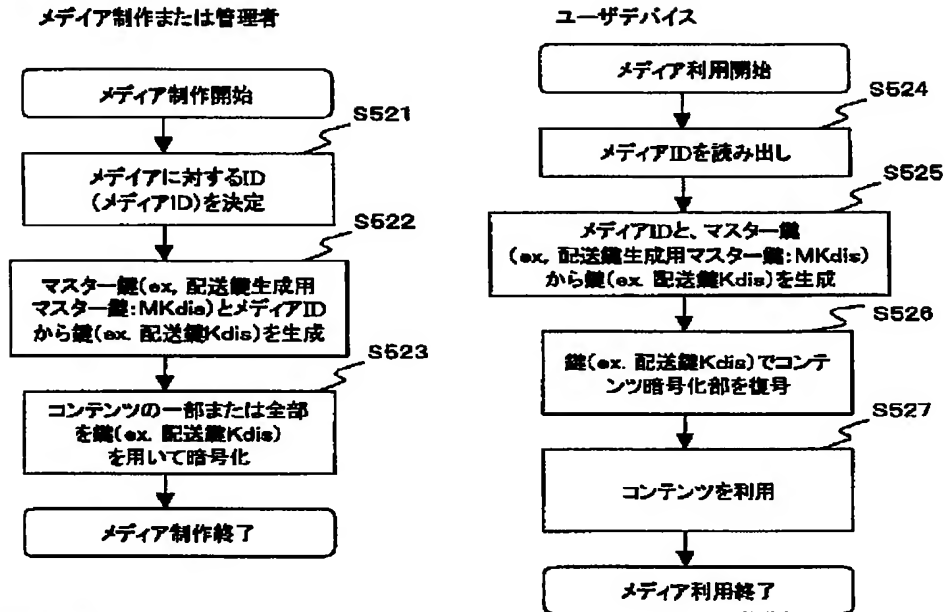 メデイア制作または管理者
メディア制作開始
S521
メデイアに対するID
(メディアID)を決定
S522
マスター鍵(ex, 配送鍵生成用
マスター鍵:MKdis)とメディアID
から鍵(ex. 配送鍵Kdis)を生成
S523
コンテンツの一部または全部
を鍵(ex. 配送鍵Kdis)
を用いて暗号化
メディア制作終了
ユーザデバイス
メディア利用開始
S524
メディアIDを読み出し
S525
メディアIDと、マスター鍵
(ex, 配送鍵生成用マスター鍵:MKdis)
から鍵(ex. 配送鍵Kdis)を生成
S526
鍵(ex. 配送鍵Kdis)でコンテ
ンツ暗号化部を復号
S527
コンテンツを利用
メディア利用終了